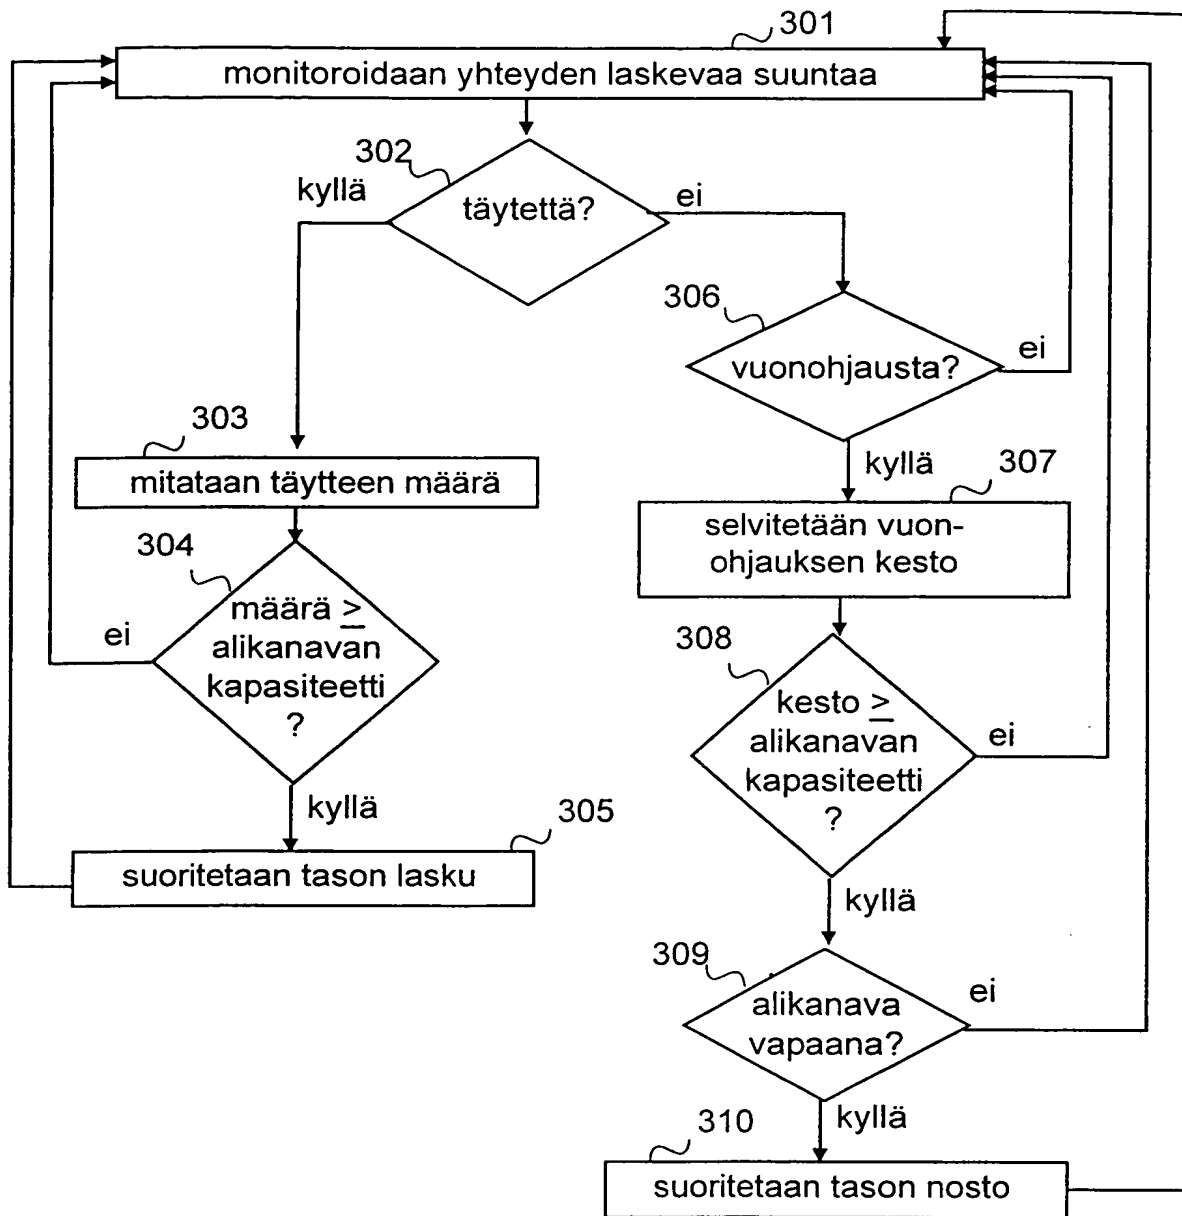 301
monitoroidaan yhteyden laskevaa suuntaa
302
kyllä
täytettä?
ei
306
vuonohjausta?
ei
303
mitataan täytteen määrä
kyllä
307
selvitetään vuon-
ohjauksen kesto
304
ei
määrä ≥
alikanavan
kapasiteetti
?
308
kesto ≥
alikanavan
kapasiteetti
?
ei
kyllä
305
suoritetaan tason lasku
kyllä
309
alikanava
vapaana?
ei
kyllä
310
suoritetaan tason nosto